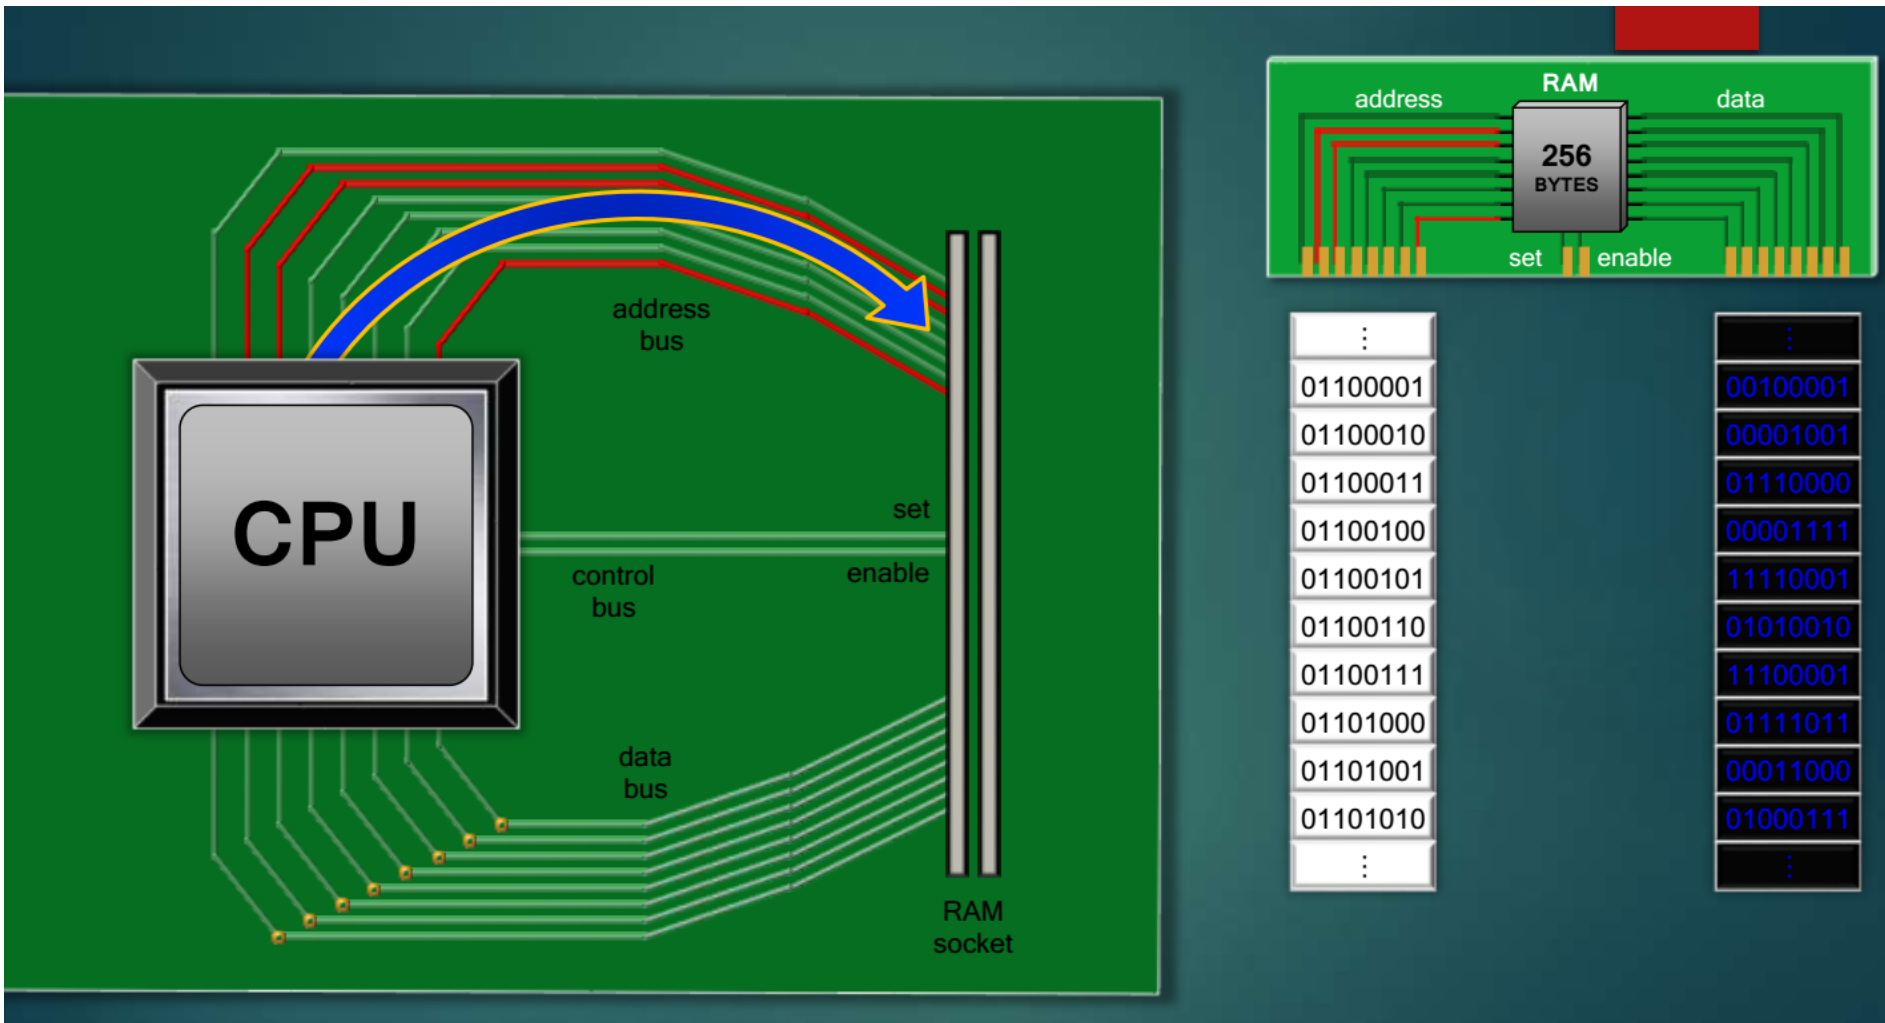 address
bus
CPU
set
control
bus
enable
data
bus
RAM
socket
RAM
address
data
256
BYTES
set
enable
⋮
01100001
01100010
01100011
01100100
01100101
01100110
01100111
01101000
01101001
01101010
⋮
⋮
00100001
00001001
01110000
00001111
11110001
01010010
11100001
01111011
00011000
01000111
⋮